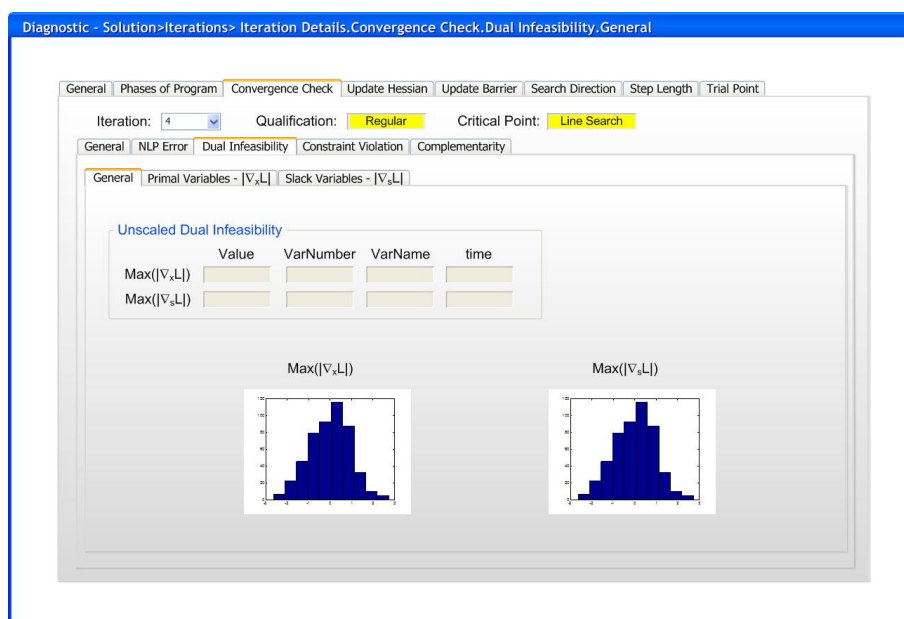 Diagnostic - Solution>Iterations> Iteration Details.Convergence Check.Dual Infeasibility.General
General Phases of Program Convergence Check Update Hessian Update Barrier Search Direction Step Length Trial Point
Iteration: 4 Qualification: Regular Critical Point: Line Search
General NLP Error Dual Infeasibility Constraint Violation Complementarity
General Primal Variables - |∇ₓL| Slack Variables - |∇ₛL|
Unscaled Dual Infeasibility
Value VarNumber VarName time
Max(|∇ₓL|)
Max(|∇ₛL|)
Max(|∇ₓL|) Max(|∇ₛL|)